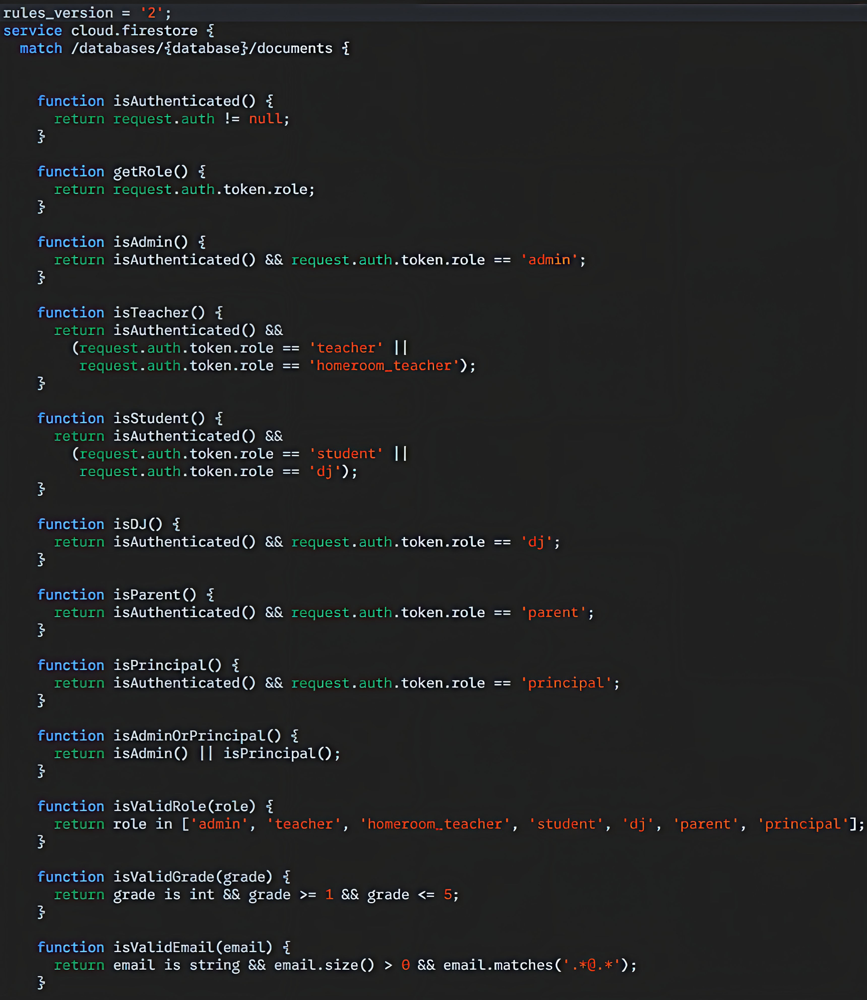 rules_version = '2';
service cloud.firestore {
  match /databases/{database}/documents {

    function isAuthenticated() {
      return request.auth != null;
    }

    function getRole() {
      return request.auth.token.role;
    }

    function isAdmin() {
      return isAuthenticated() && request.auth.token.role == 'admin';
    }

    function isTeacher() {
      return isAuthenticated() &&
        (request.auth.token.role == 'teacher' ||
         request.auth.token.role == 'homeroom_teacher');
    }

    function isStudent() {
      return isAuthenticated() &&
        (request.auth.token.role == 'student' ||
         request.auth.token.role == 'dj');
    }

    function isDJ() {
      return isAuthenticated() && request.auth.token.role == 'dj';
    }

    function isParent() {
      return isAuthenticated() && request.auth.token.role == 'parent';
    }

    function isPrincipal() {
      return isAuthenticated() && request.auth.token.role == 'principal';
    }

    function isAdminOrPrincipal() {
      return isAdmin() || isPrincipal();
    }

    function isValidRole(role) {
      return role in ['admin', 'teacher', 'homeroom_teacher', 'student', 'dj', 'parent', 'principal'];
    }

    function isValidGrade(grade) {
      return grade is int && grade >= 1 && grade <= 5;
    }

    function isValidEmail(email) {
      return email is string && email.size() > 0 && email.matches('.*@.*');
    }